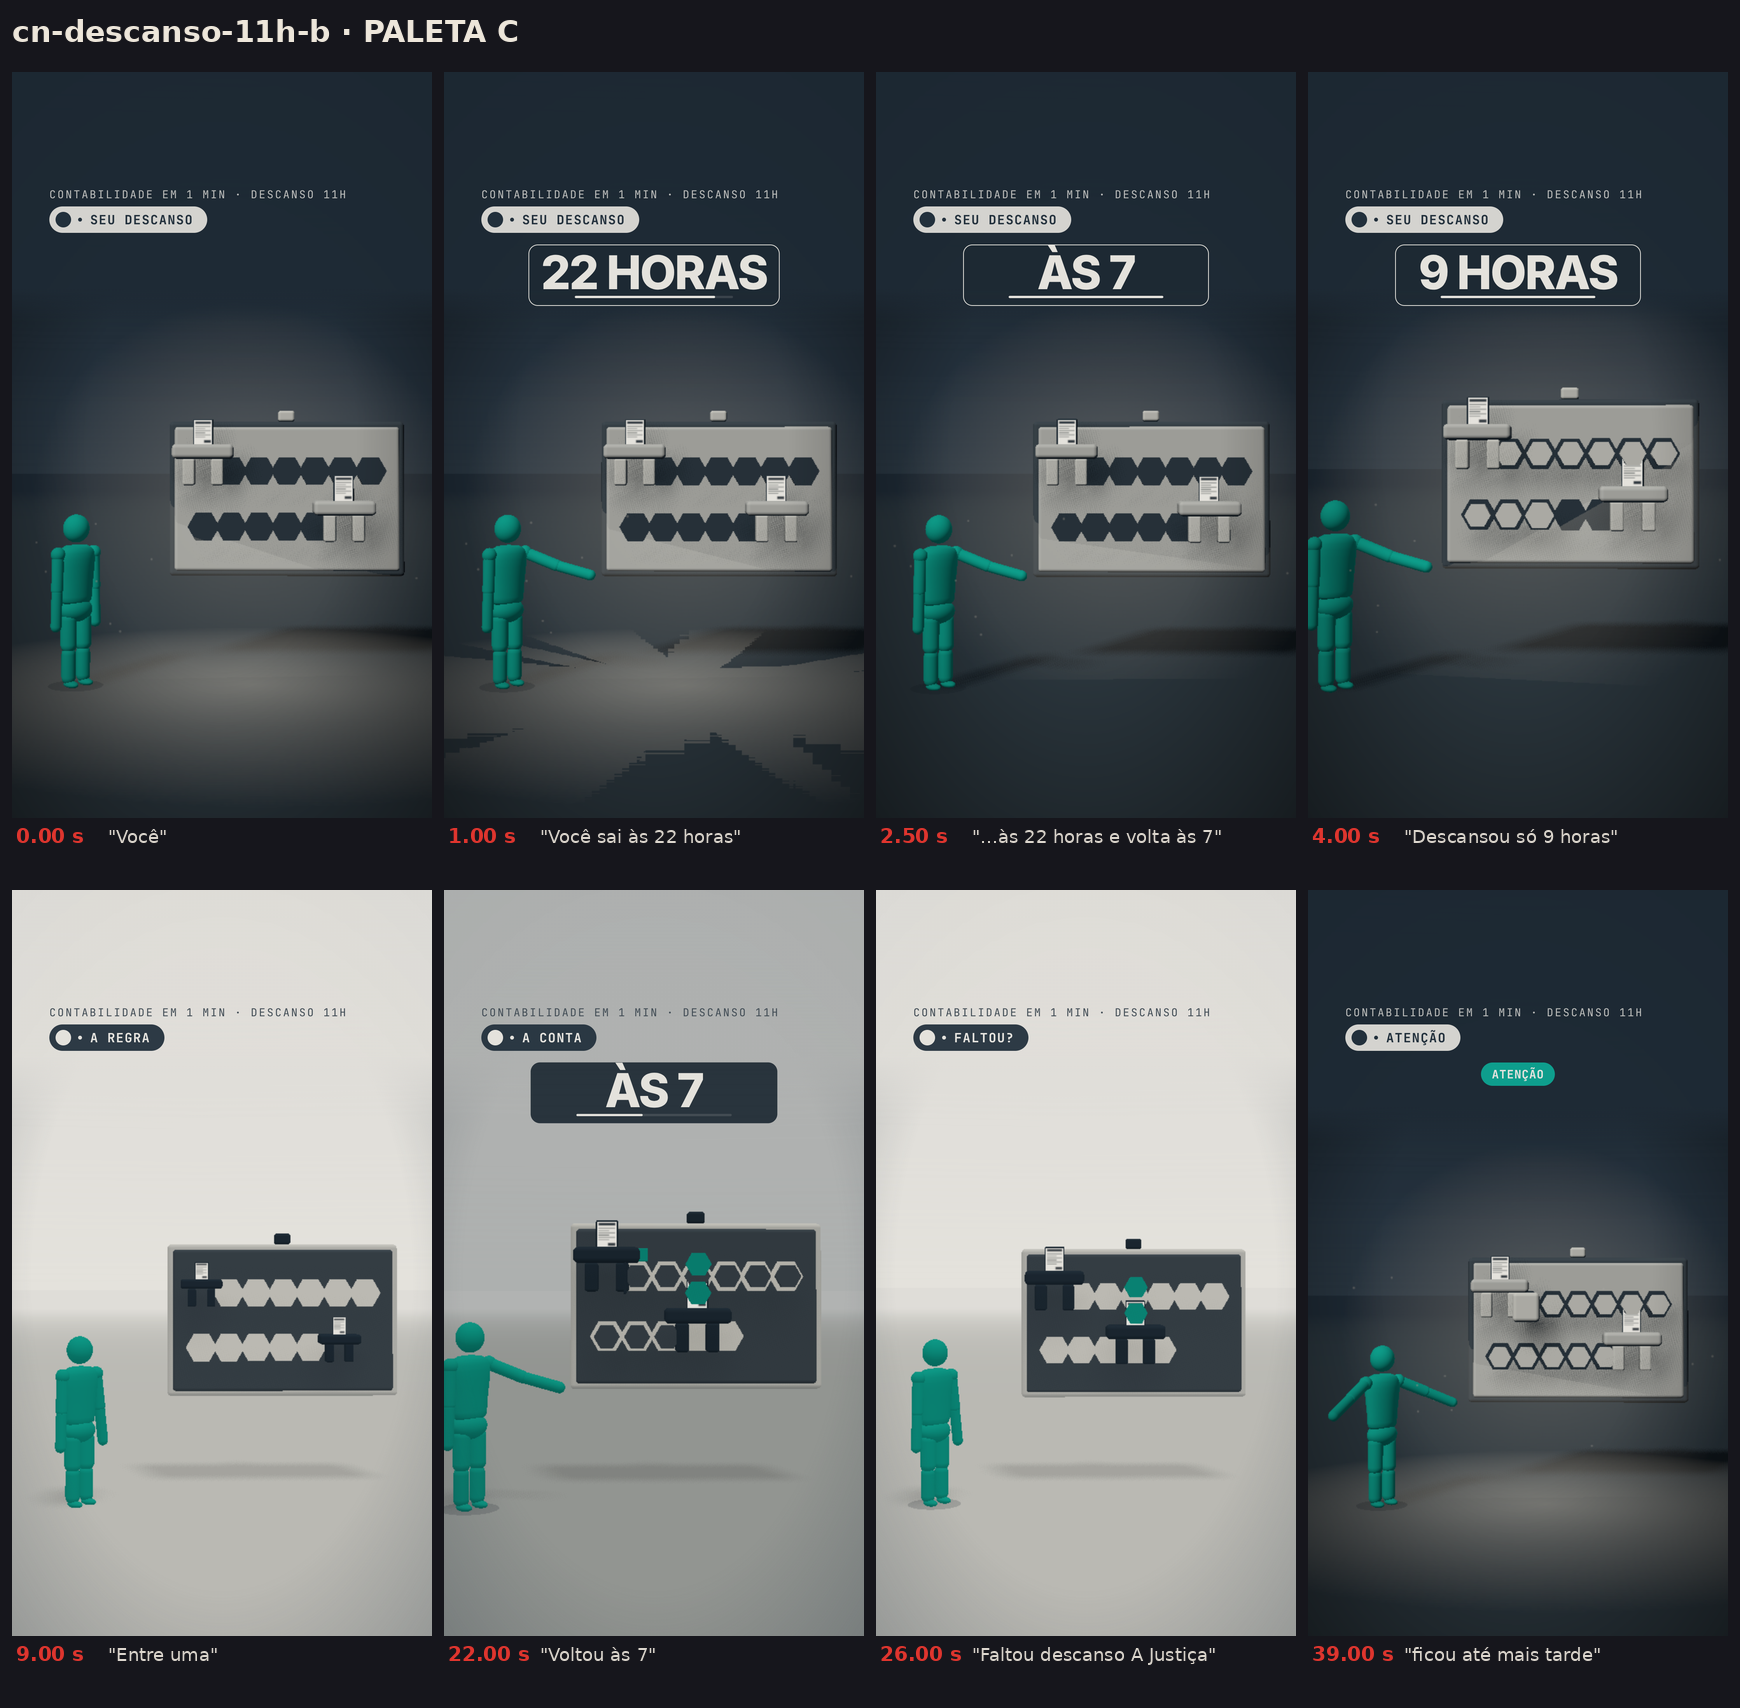 cn-descanso-11h-b · PALETA C
CONTABILIDADE EM 1 MIN · DESCANSO 11H
• SEU DESCANSO
0.00 s "Você"
CONTABILIDADE EM 1 MIN · DESCANSO 11H
• SEU DESCANSO
22 HORAS
1.00 s "Você sai às 22 horas"
CONTABILIDADE EM 1 MIN · DESCANSO 11H
• SEU DESCANSO
ÀS 7
2.50 s "...às 22 horas e volta às 7"
CONTABILIDADE EM 1 MIN · DESCANSO 11H
• SEU DESCANSO
9 HORAS
4.00 s "Descansou só 9 horas"
CONTABILIDADE EM 1 MIN · DESCANSO 11H
• A REGRA
9.00 s "Entre uma"
CONTABILIDADE EM 1 MIN · DESCANSO 11H
• A CONTA
ÀS 7
22.00 s "Voltou às 7"
CONTABILIDADE EM 1 MIN · DESCANSO 11H
• FALTOU?
26.00 s "Faltou descanso A Justiça"
CONTABILIDADE EM 1 MIN · DESCANSO 11H
• ATENÇÃO
ATENÇÃO
39.00 s "ficou até mais tarde"